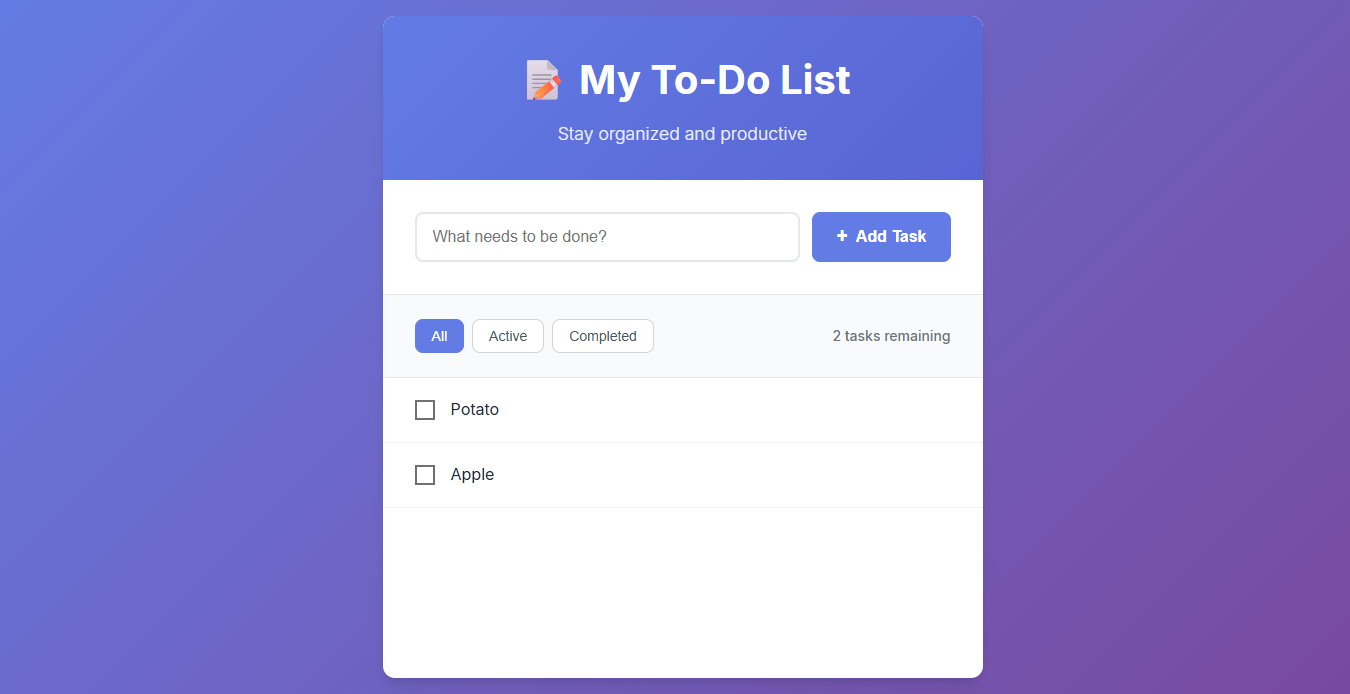 My To-Do List
Stay organized and productive
What needs to be done?
+ Add Task
All
Active
Completed
2 tasks remaining
Potato
Apple